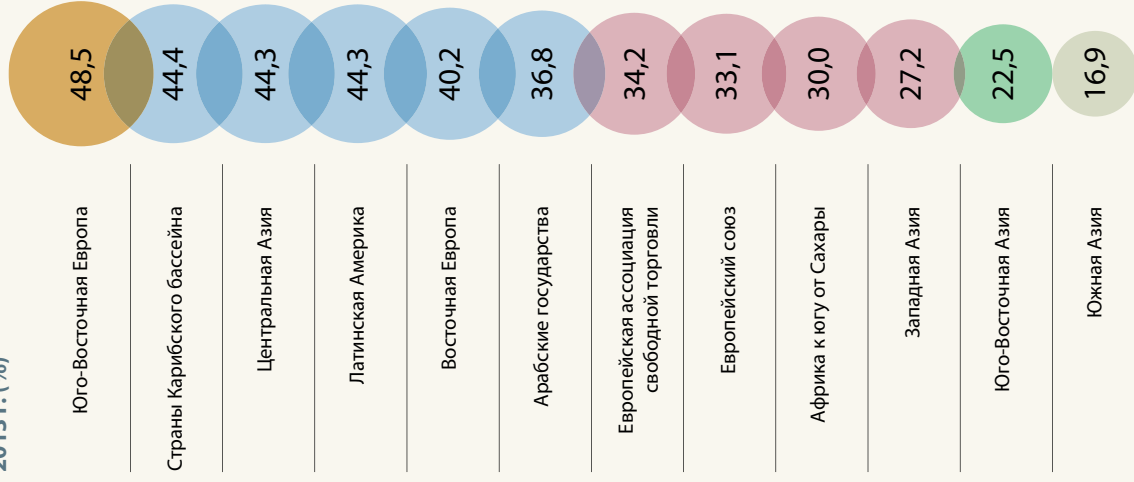 48,5
44,4
44,3
44,3
40,2
36,8
34,2
33,1
30,0
27,2
22,5
16,9
Юго-Восточная Европа
Страны Карибского бассейна
Центральная Азия
Латинская Америка
Восточная Европа
Арабские государства
Европейская ассоциация
свободной торговли
Европейский союз
Африка к югу от Сахары
Западная Азия
Юго-Восточная Азия
Южная Азия
(%)